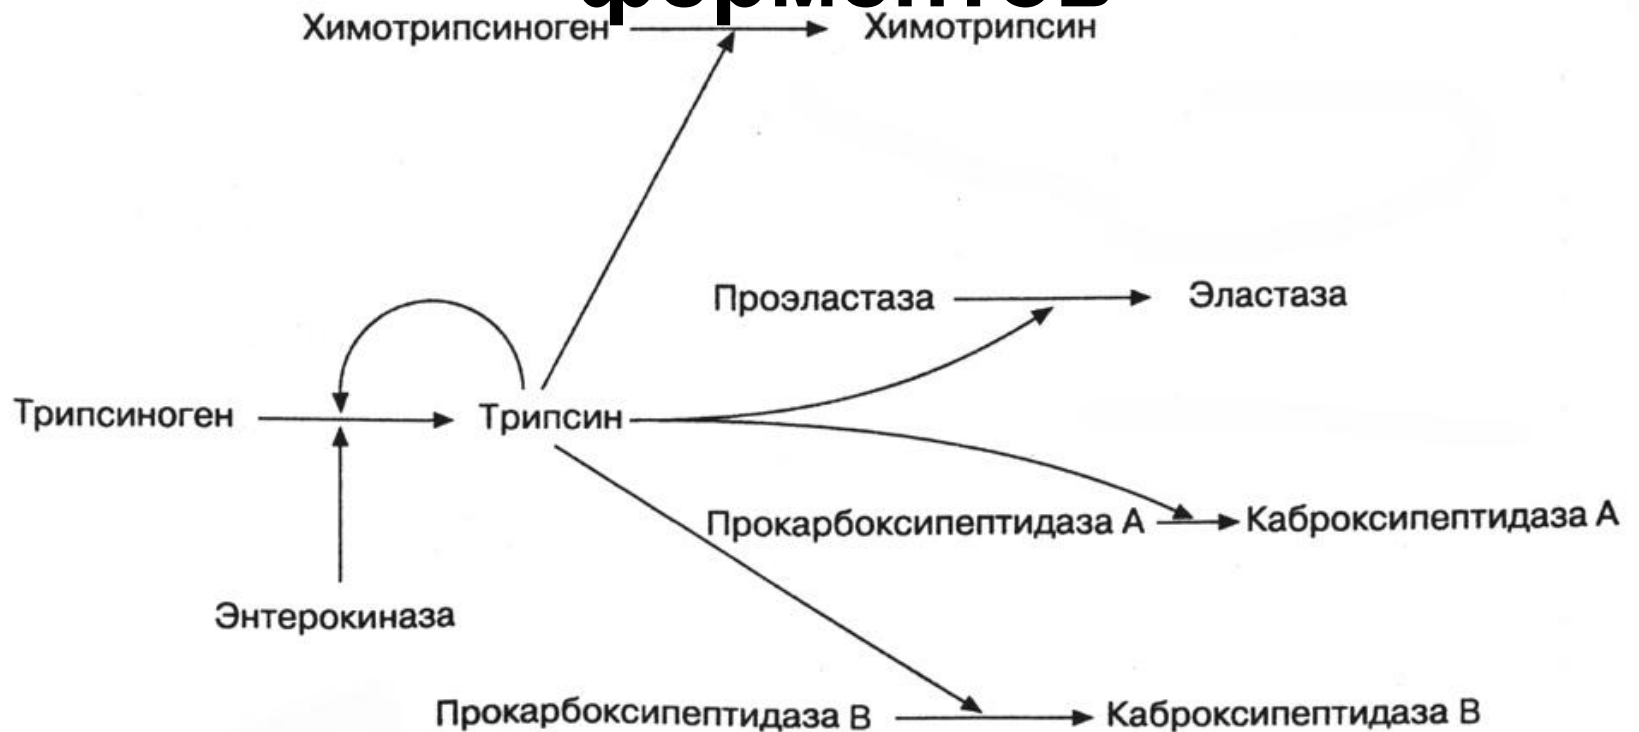 Химотрипсиноген Химотрипсин
Проэластаза Эластаза
Трипсиноген Трипсин
Прокарбоксипептидаза А Каброксипептидаза А
Энтерокиназа
Прокарбоксипептидаза В Каброксипептидаза В